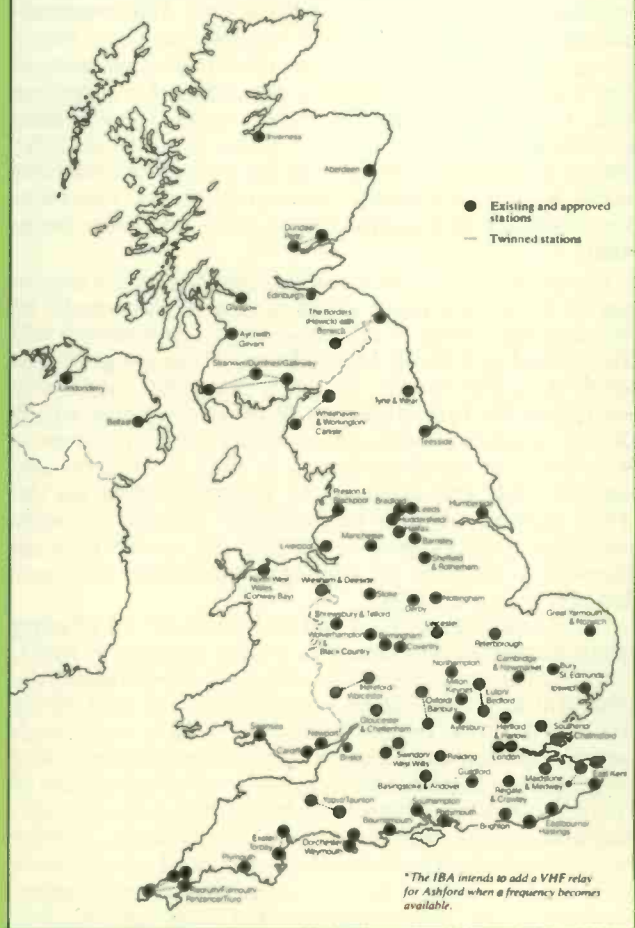 Inverness
Aberdeen
Existing and approved
stations
Twinned stations
Dundee/
Perth
Edinburgh
Glasgow
The Borders
(Hawick) with
Berwick
Ayr (with
Girvan)
Stranraer/Dumfries/Galloway
Londonderry
Belfast
Whitehaven
& Workington/
Carlisle
Tyne & Wear
Teesside
Preston &
Blackpool
Bradford
Leeds
Huddersfield
Halifax
Humberside
Liverpool
Manchester
Barnsley
Sheffield
& Rotherham
North West
Wales
(Conway Bay)
Wrexham & Deeside
Stoke
Derby
Nottingham
Shrewsbury & Telford
Leicester
Great Yarmouth
& Norwich
Wolverhampton
&
Black Country
Birmingham
Coventry
Peterborough
Northampton
Cambridge
& Newmarket
Bury
St. Edmunds
Ipswich
Hereford/
Worcester
Milton
Keynes
Luton/
Bedford
Oxford/
Banbury
Gloucester
& Cheltenham
Aylesbury
Hertford
& Harlow
Southend/
Chelmsford
Swansea
Newport
Cardiff
Bristol
Swindon/
West Wilts
Reading
London
Basingstoke & Andover
Guildford
Reigate
& Crawley
Maidstone
& Medway
East Kent
Yeovil/Taunton
Southampton
Portsmouth
Brighton
Eastbourne/
Hastings
Exeter/
Torbay
Dorchester/
Weymouth
Bournemouth
Plymouth
Redruth/Falmouth/
Penzance/Truro
*The IBA intends to add a VHF relay
for Ashford when a frequency becomes
available.